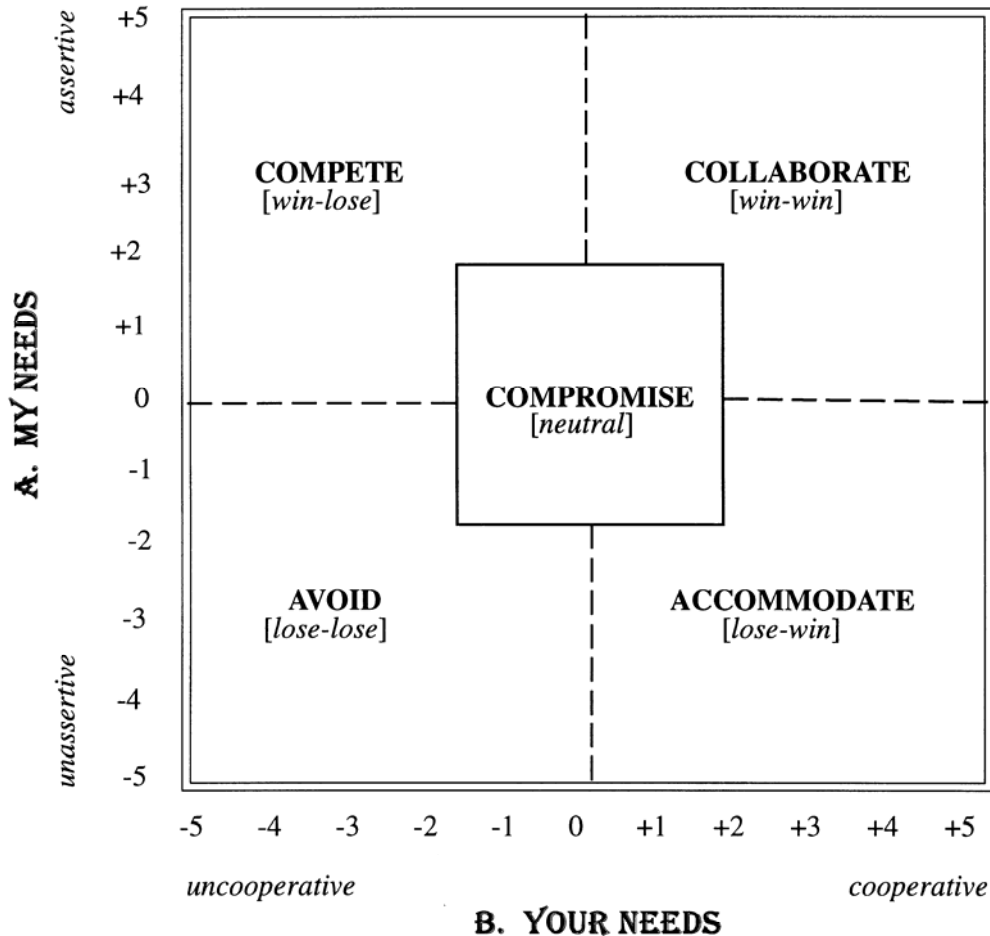 +5
assertive
+4
COMPETE
[win-lose]
COLLABORATE
[win-win]
+3
+2
+1
A. MY NEEDS
0
COMPROMISE
[neutral]
-1
-2
AVOID
[lose-lose]
ACCOMMODATE
[lose-win]
-3
unassertive
-4
-5
-5 -4 -3 -2 -1 0 +1 +2 +3 +4 +5
uncooperative cooperative
B. YOUR NEEDS